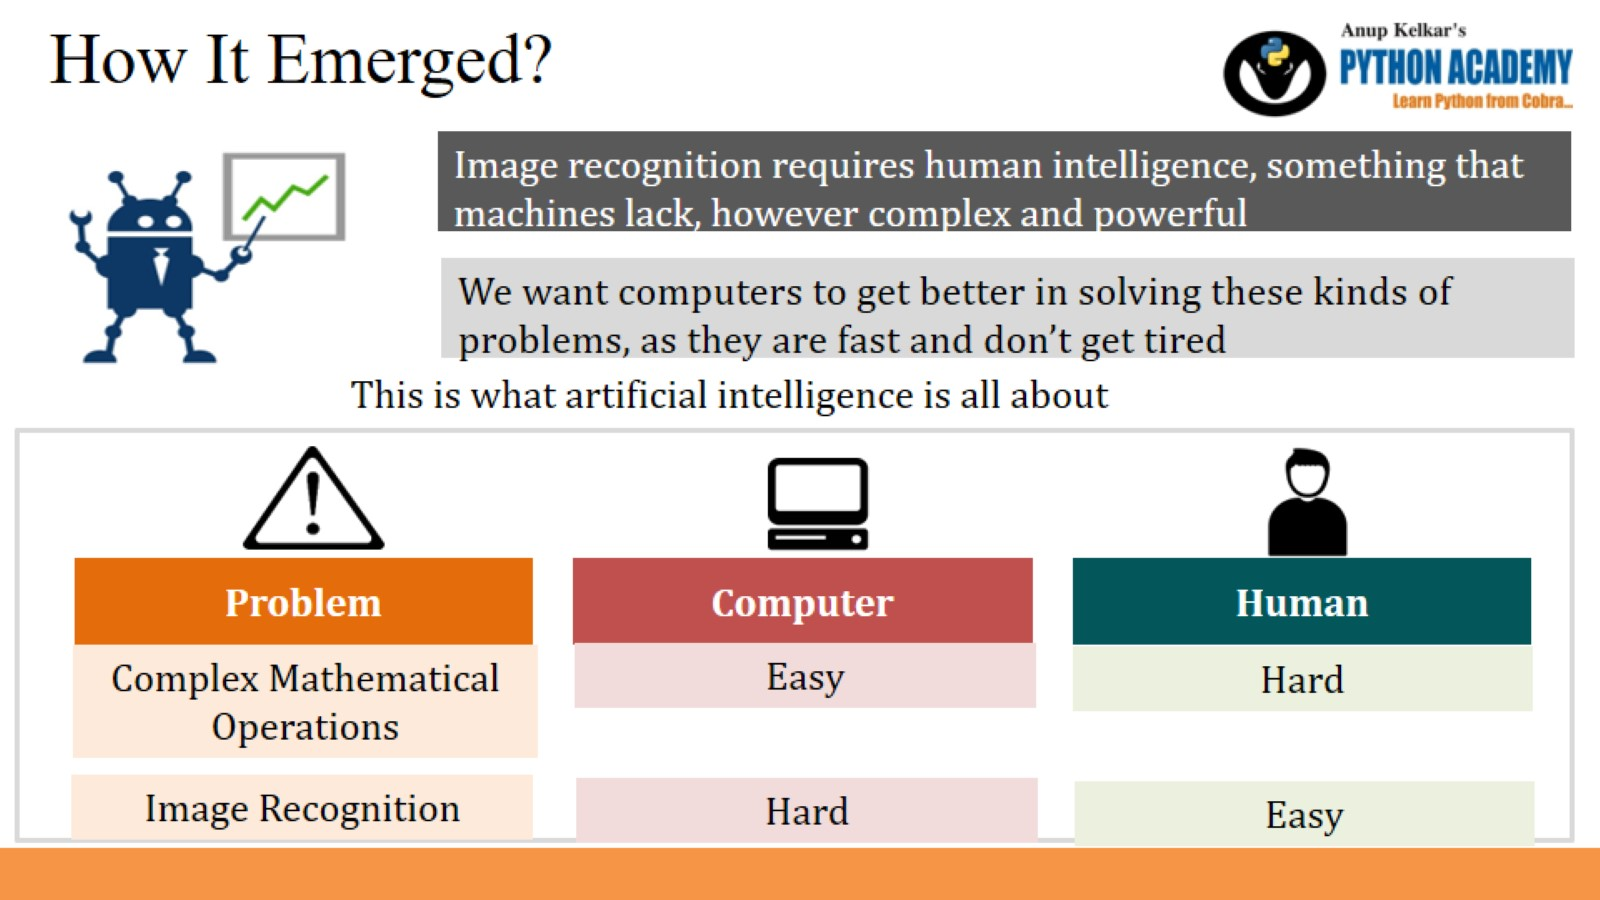 How It Emerged?
Anup Kelkar's
PYTHON ACADEMY
Learn Python from Cobra...
Image recognition requires human intelligence, something that
machines lack, however complex and powerful
We want computers to get better in solving these kinds of
problems, as they are fast and don’t get tired
This is what artificial intelligence is all about
Problem
Computer
Human
Complex Mathematical
Operations
Easy
Hard
Image Recognition
Hard
Easy